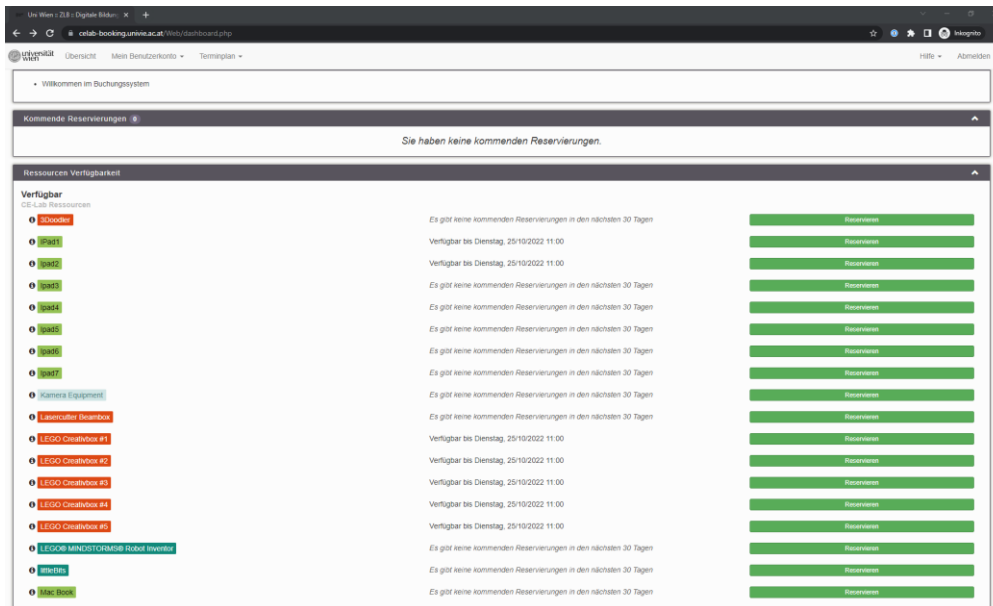 Uni Wien :: ZLB :: Digitale Bildung
celab-booking.univie.ac.at/Web/dashboard.php Inkognito
universität wien Übersicht Mein Benutzerkonto Terminplan Hilfe Abmelden
Willkommen im Buchungssystem
Kommende Reservierungen 0
Sie haben keine kommenden Reservierungen.
Ressourcen Verfügbarkeit
Verfügbar
CE-Lab Ressourcen
3Doodler Es gibt keine kommenden Reservierungen in den nächsten 30 Tagen Reservieren
iPad1 Verfügbar bis Dienstag, 25/10/2022 11:00 Reservieren
Ipad2 Verfügbar bis Dienstag, 25/10/2022 11:00 Reservieren
Ipad3 Es gibt keine kommenden Reservierungen in den nächsten 30 Tagen Reservieren
Ipad4 Es gibt keine kommenden Reservierungen in den nächsten 30 Tagen Reservieren
Ipad5 Es gibt keine kommenden Reservierungen in den nächsten 30 Tagen Reservieren
Ipad6 Es gibt keine kommenden Reservierungen in den nächsten 30 Tagen Reservieren
Ipad7 Es gibt keine kommenden Reservierungen in den nächsten 30 Tagen Reservieren
Kamera Equipment Es gibt keine kommenden Reservierungen in den nächsten 30 Tagen Reservieren
Lasercutter Beambox Es gibt keine kommenden Reservierungen in den nächsten 30 Tagen Reservieren
LEGO Creativbox #1 Verfügbar bis Dienstag, 25/10/2022 11:00 Reservieren
LEGO Creativbox #2 Verfügbar bis Dienstag, 25/10/2022 11:00 Reservieren
LEGO Creativbox #3 Verfügbar bis Dienstag, 25/10/2022 11:00 Reservieren
LEGO Creativbox #4 Verfügbar bis Dienstag, 25/10/2022 11:00 Reservieren
LEGO Creativbox #5 Verfügbar bis Dienstag, 25/10/2022 11:00 Reservieren
LEGO® MINDSTORMS® Robot Inventor Es gibt keine kommenden Reservierungen in den nächsten 30 Tagen Reservieren
littleBits Es gibt keine kommenden Reservierungen in den nächsten 30 Tagen Reservieren
Mac Book Es gibt keine kommenden Reservierungen in den nächsten 30 Tagen Reservieren